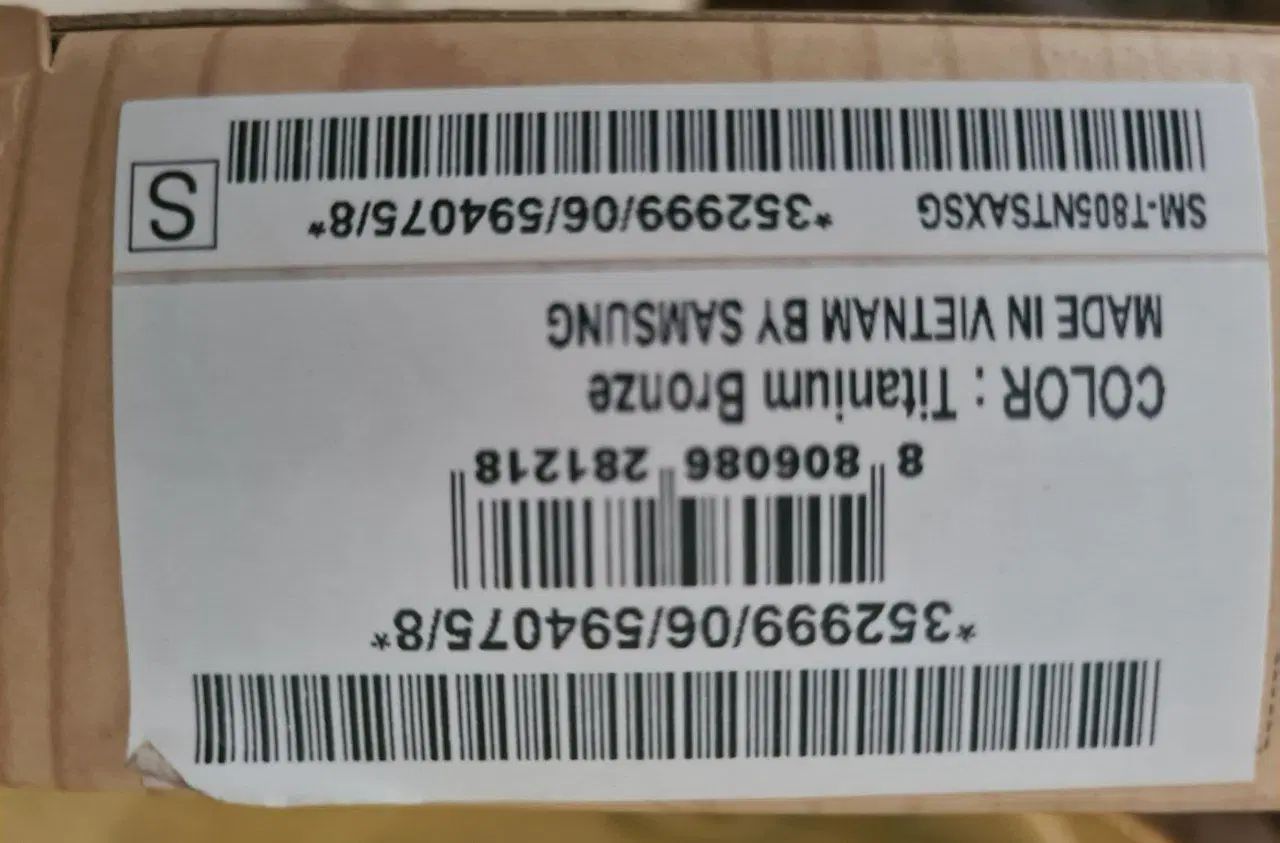 *352999/06/594075/8*
8 806086 281218
COLOR : Titanium Bronze
MADE IN VIETNAM BY SAMSUNG
SM-T805NTSAXSG *352999/06/594075/8* S